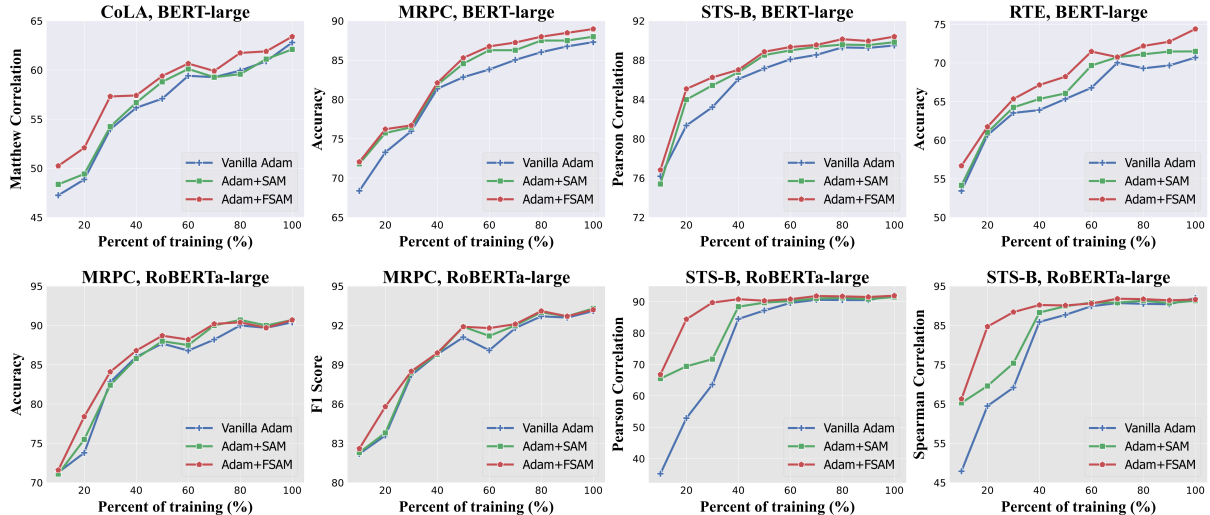 CoLA, BERT-large
Matthew Correlation
65
60
55
50
45
20
40
60
80
100
Vanilla Adam
Adam+SAM
Adam+FSAM
Percent of training (%)
MRPC, BERT-large
Accuracy
90
85
80
75
70
65
20
40
60
80
100
Vanilla Adam
Adam+SAM
Adam+FSAM
Percent of training (%)
STS-B, BERT-large
Pearson Correlation
92
88
84
80
76
72
20
40
60
80
100
Vanilla Adam
Adam+SAM
Adam+FSAM
Percent of training (%)
RTE, BERT-large
Accuracy
75
70
65
60
55
50
20
40
60
80
100
Vanilla Adam
Adam+SAM
Adam+FSAM
Percent of training (%)
MRPC, RoBERTa-large
Accuracy
95
90
85
80
75
70
20
40
60
80
100
Vanilla Adam
Adam+SAM
Adam+FSAM
Percent of training (%)
MRPC, RoBERTa-large
F1 Score
95
92
89
86
83
80
20
40
60
80
100
Vanilla Adam
Adam+SAM
Adam+FSAM
Percent of training (%)
STS-B, RoBERTa-large
Pearson Correlation
90
80
70
60
50
40
20
40
60
80
100
Vanilla Adam
Adam+SAM
Adam+FSAM
Percent of training (%)
STS-B, RoBERTa-large
Spearman Correlation
95
85
75
65
55
45
20
40
60
80
100
Vanilla Adam
Adam+SAM
Adam+FSAM
Percent of training (%)